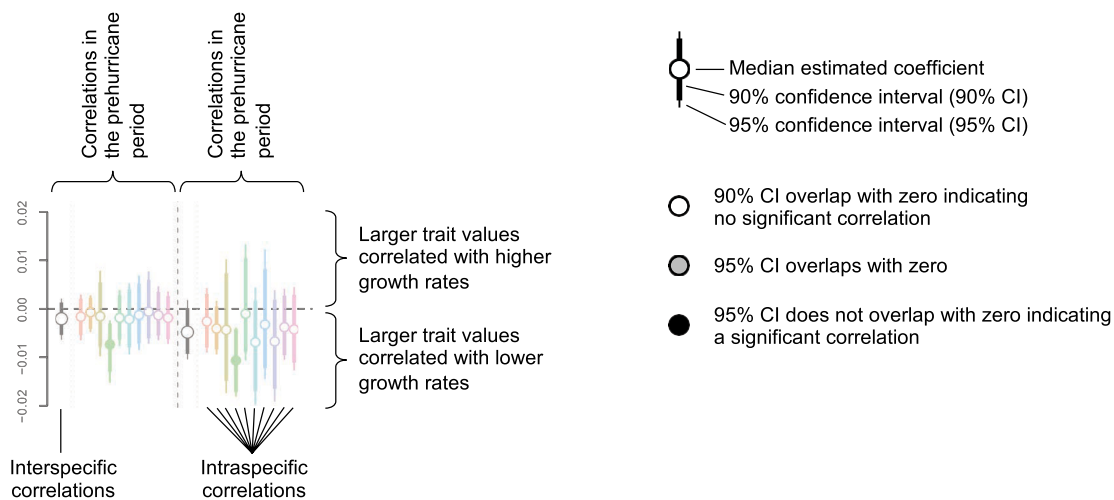 Correlations in
the prehurricane
period
Correlations in
the prehurricane
period
0.02
0.01
0.00
−0.01
−0.02
Larger trait values
correlated with higher
growth rates
Larger trait values
correlated with lower
growth rates
Interspecific
correlations
Intraspecific
correlations
Median estimated coefficient
90% confidence interval (90% CI)
95% confidence interval (95% CI)
90% CI overlap with zero indicating
no significant correlation
95% CI overlaps with zero
95% CI does not overlap with zero indicating
a significant correlation